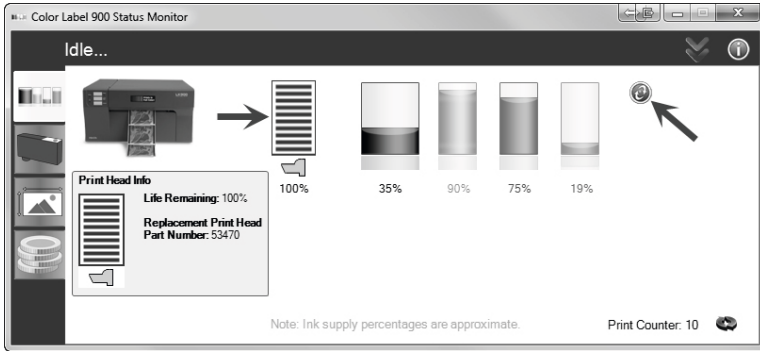 Color Label 900 Status Monitor
Idle...
Print Head Info
Life Remaining: 100%
Replacement Print Head
Part Number: 53470
100%
35%
90%
75%
19%
Note: Ink supply percentages are approximate.
Print Counter: 10